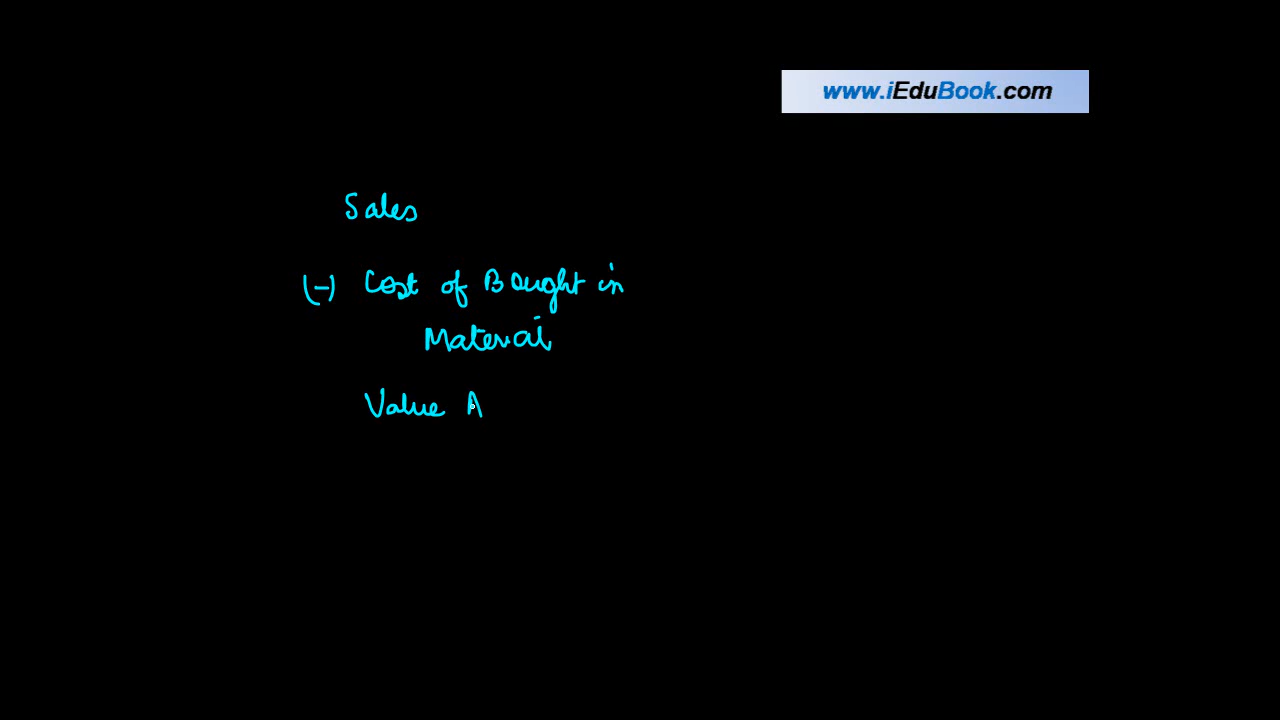 www.iEduBook.com
Sales
(-) Cost of Bought in
Material
Value A